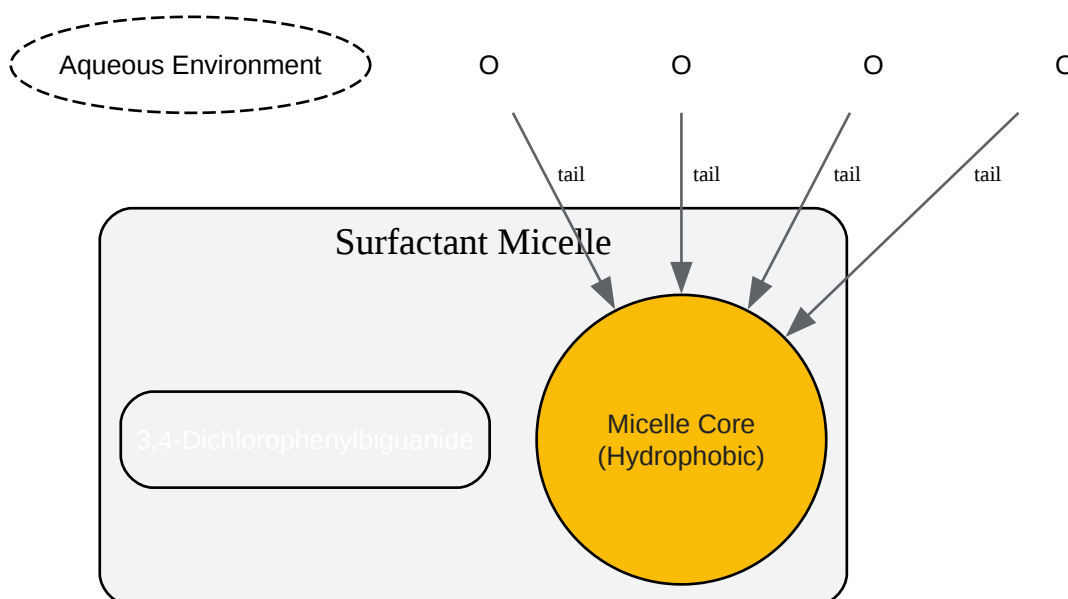 Aqueous Environment
O
O
O
O
tail
tail
tail
tail
Surfactant Micelle
3,4-Dichlorophenylbiguanide
Micelle Core
(Hydrophobic)